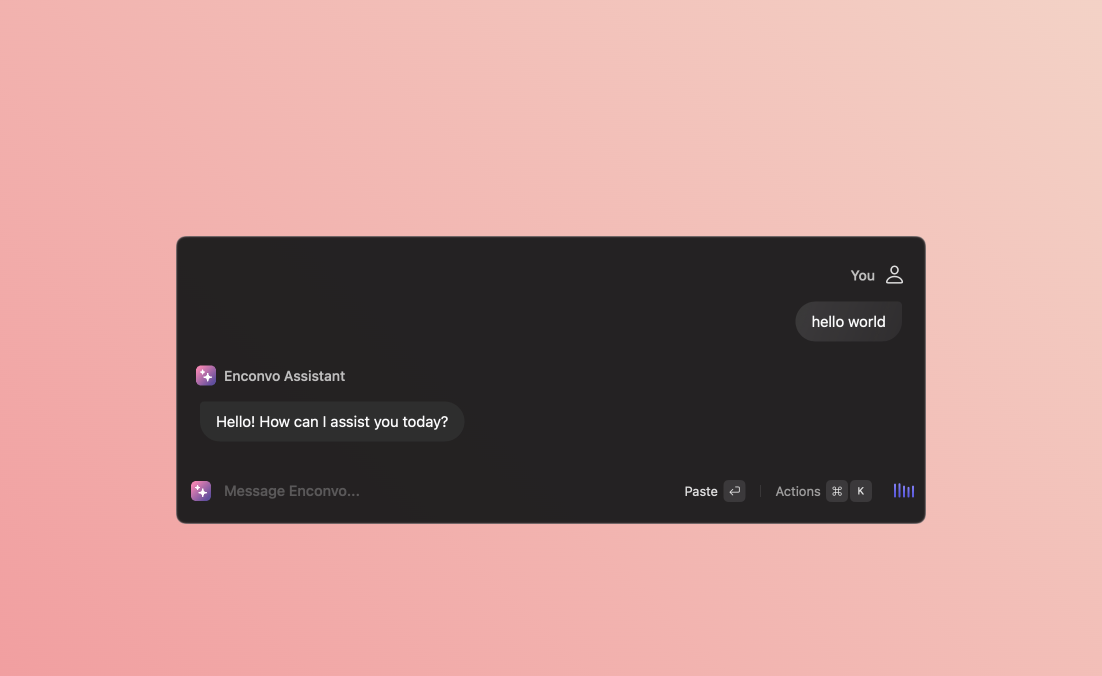 You
hello world
Enconvo Assistant
Hello! How can I assist you today?
Message Enconvo...
Paste ↵ Actions ⌘ K